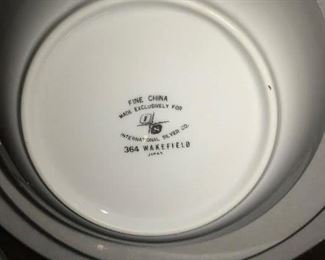 FINE CHINA
MADE EXCLUSIVELY FOR
INTERNATIONAL SILVER CO.
364 WAKEFIELD
JAPAN